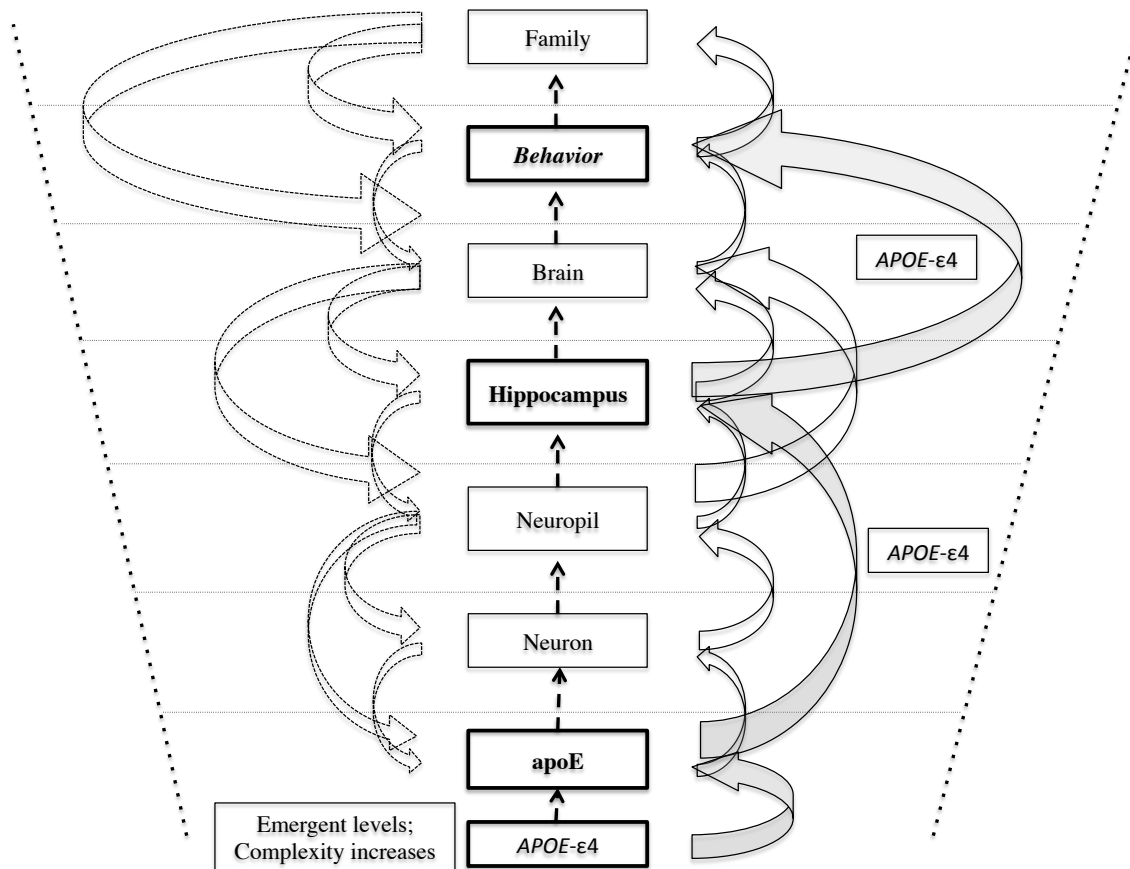 Family
Behavior
Brain
APOE-ε4
Hippocampus
Neuropil
APOE-ε4
Neuron
apoE
Emergent levels;
Complexity increases
APOE-ε4